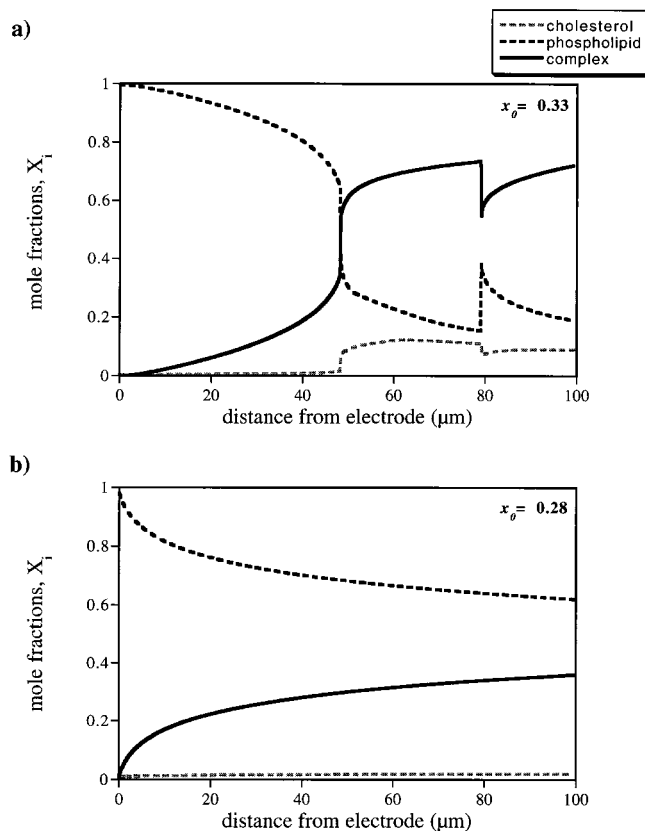 a)
cholesterol
phospholipid
complex
x₀= 0.33
mole fractions, Xᵢ
1
0.8
0.6
0.4
0.2
0
0 20 40 60 80 100
distance from electrode (µm)
b)
x₀= 0.28
mole fractions, Xᵢ
1
0.8
0.6
0.4
0.2
0
0 20 40 60 80 100
distance from electrode (µm)